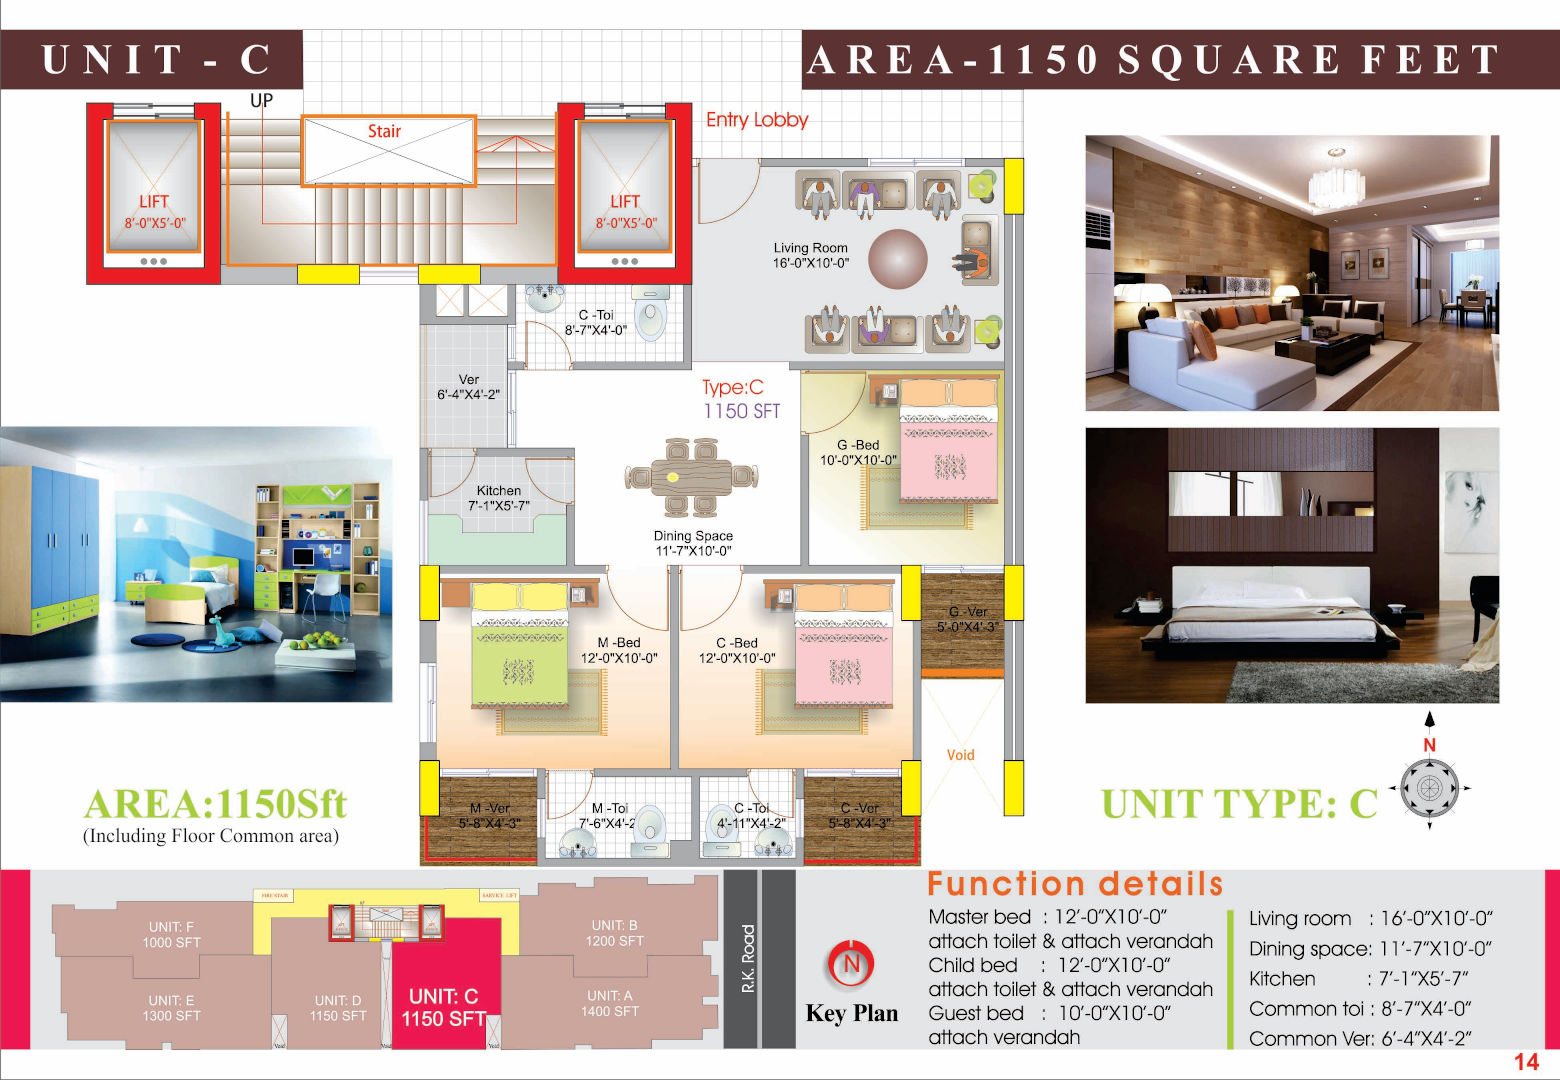 UNIT - C
AREA-1150 SQUARE FEET
UP
Stair
Entry Lobby
LIFT
8'-0"X5'-0"
LIFT
8'-0"X5'-0"
Living Room
16'-0"X10'-0"
C -Toi
8'-7"X4'-0"
Ver
6'-4"X4'-2"
Type:C
1150 SFT
G -Bed
10'-0"X10'-0"
Kitchen
7'-1"X5'-7"
Dining Space
11'-7"X10'-0"
G -Ver
5'-0"X4'-3"
M -Bed
12'-0"X10'-0"
C -Bed
12'-0"X10'-0"
Void
M -Ver
5'-8"X4'-3"
M -Toi
7'-6"X4'-2
C -Toi
4'-11"X4'-2"
C -Ver
5'-8"X4'-3"
N
AREA:1150Sft
(Including Floor Common area)
UNIT TYPE: C
FIRE STAIR
SERVICE LIFT
UNIT: F
1000 SFT
UNIT: B
1200 SFT
UNIT: E
1300 SFT
UNIT: D
1150 SFT
UNIT: C
1150 SFT
UNIT: A
1400 SFT
Void
Void
Void
R.K. Road
N
Key Plan
Function details
Master bed : 12'-0"X10'-0"
attach toilet & attach verandah
Child bed : 12'-0"X10'-0"
attach toilet & attach verandah
Guest bed : 10'-0"X10'-0"
attach verandah
Living room : 16'-0"X10'-0"
Dining space: 11'-7"X10'-0"
Kitchen : 7'-1"X5'-7"
Common toi : 8'-7"X4'-0"
Common Ver: 6'-4"X4'-2"
14